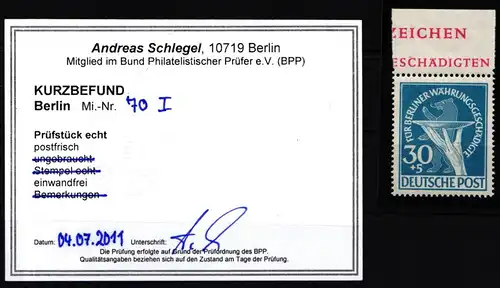 Andreas Schlegel, 10719 Berlin
Mitglied im Bund Philatelistischer Prüfer e.V. (BPP)
KURZBEFUND
Berlin Mi.-Nr. 70 I
Prüfstück echt
postfrisch
ungebraucht
Stempel echt
einwandfrei
Bemerkungen
Datum: 04.07.2011 Unterschrift:
Die Prüfung erfolgte auf Grund der Prüfordnung des BPP.
Qualitätsangaben beziehen sich auf den Zustand am Tage der Prüfung.
ZEICHEN
ESCHÄDIGTEN
FÜR BERLINER WÄHRUNGSGESCHÄDIGTE
30
+5
DEUTSCHE POST